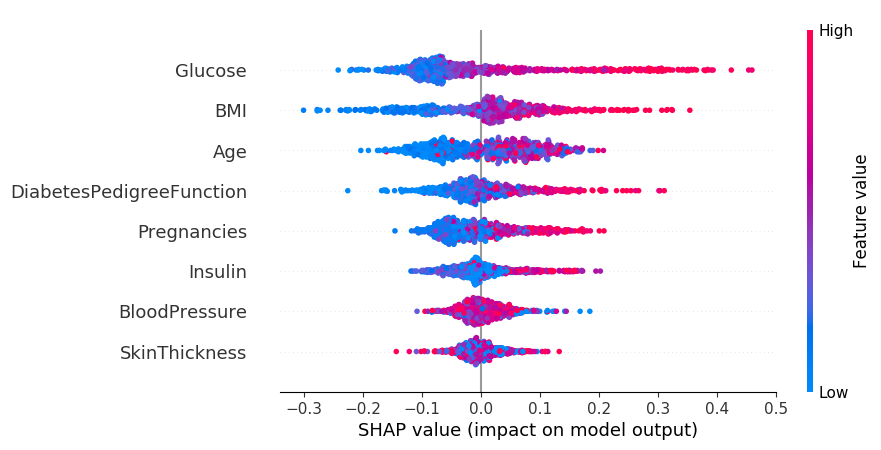 High
Glucose
BMI
Age
DiabetesPedigreeFunction
Pregnancies
Insulin
BloodPressure
SkinThickness
Feature value
Low
−0.3 −0.2 −0.1 0.0 0.1 0.2 0.3 0.4 0.5
SHAP value (impact on model output)